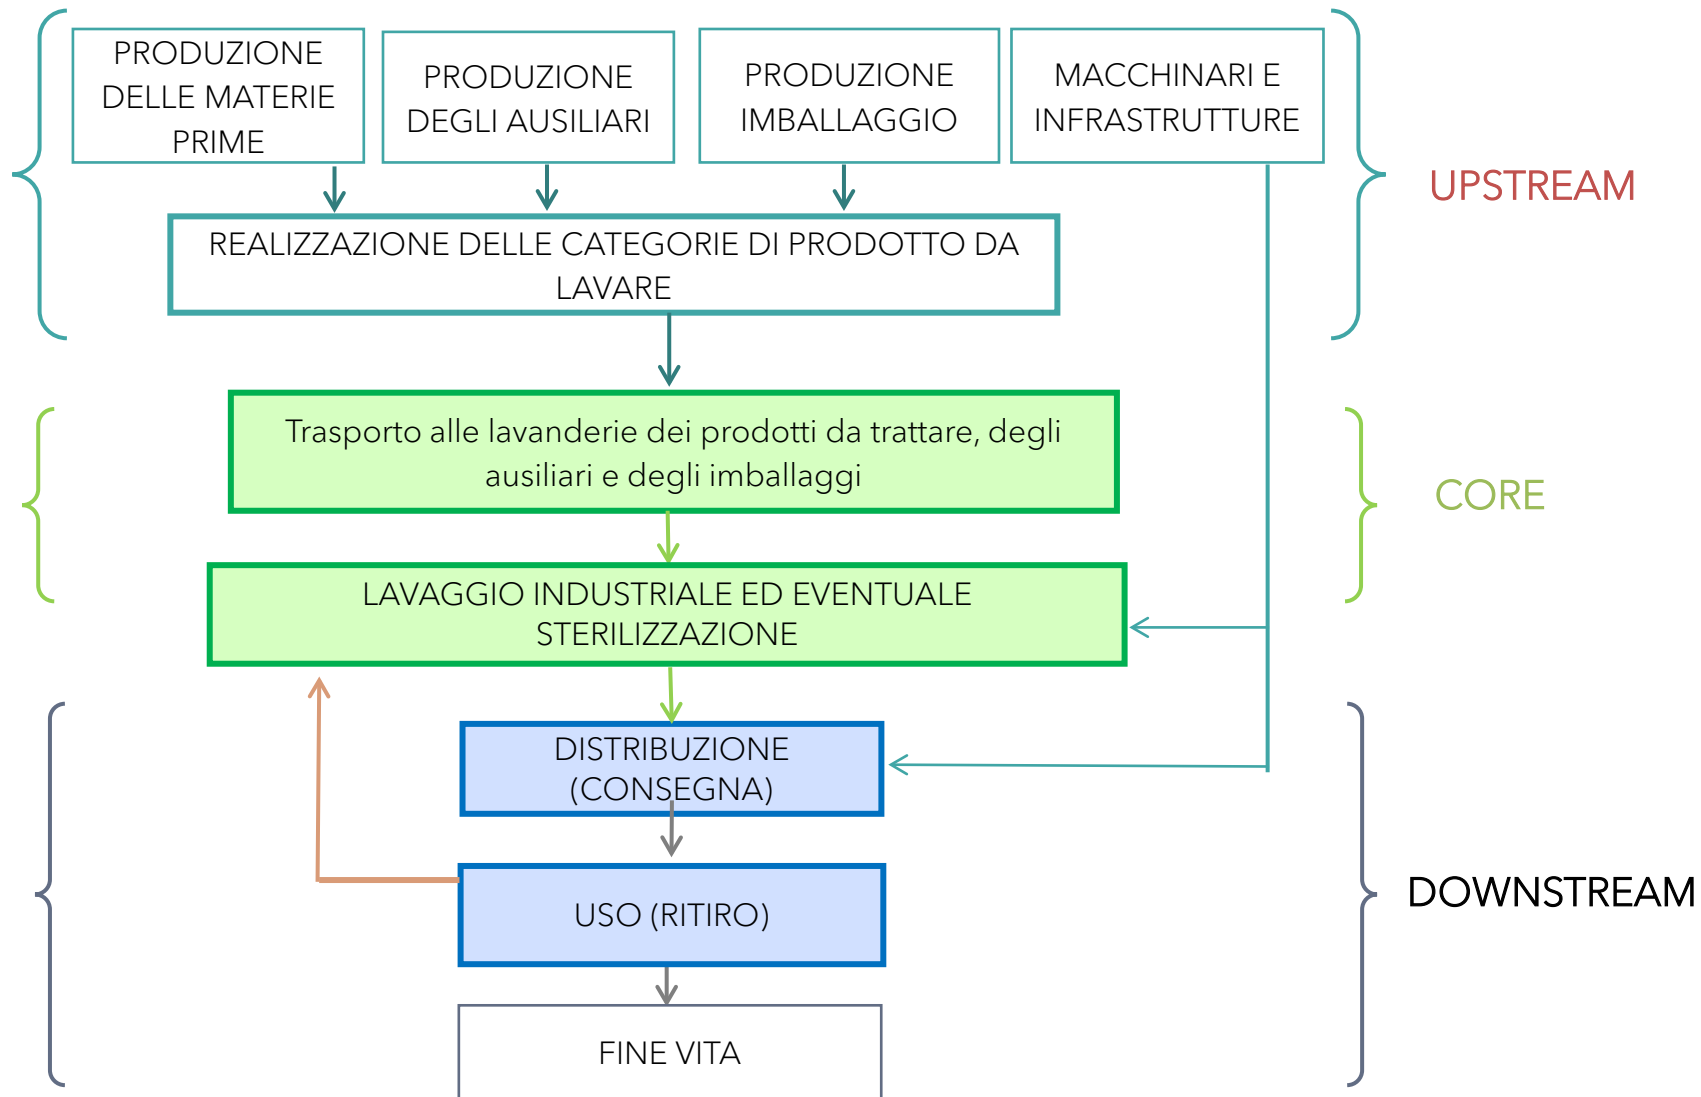 PRODUZIONE
DELLE MATERIE
PRIME
PRODUZIONE
DEGLI AUSILIARI
PRODUZIONE
IMBALLAGGIO
MACCHINARI E
INFRASTRUTTURE
UPSTREAM
REALIZZAZIONE DELLE CATEGORIE DI PRODOTTO DA
LAVARE
Trasporto alle lavanderie dei prodotti da trattare, degli
ausiliari e degli imballaggi
CORE
LAVAGGIO INDUSTRIALE ED EVENTUALE
STERILIZZAZIONE
DISTRIBUZIONE
(CONSEGNA)
USO (RITIRO)
DOWNSTREAM
FINE VITA